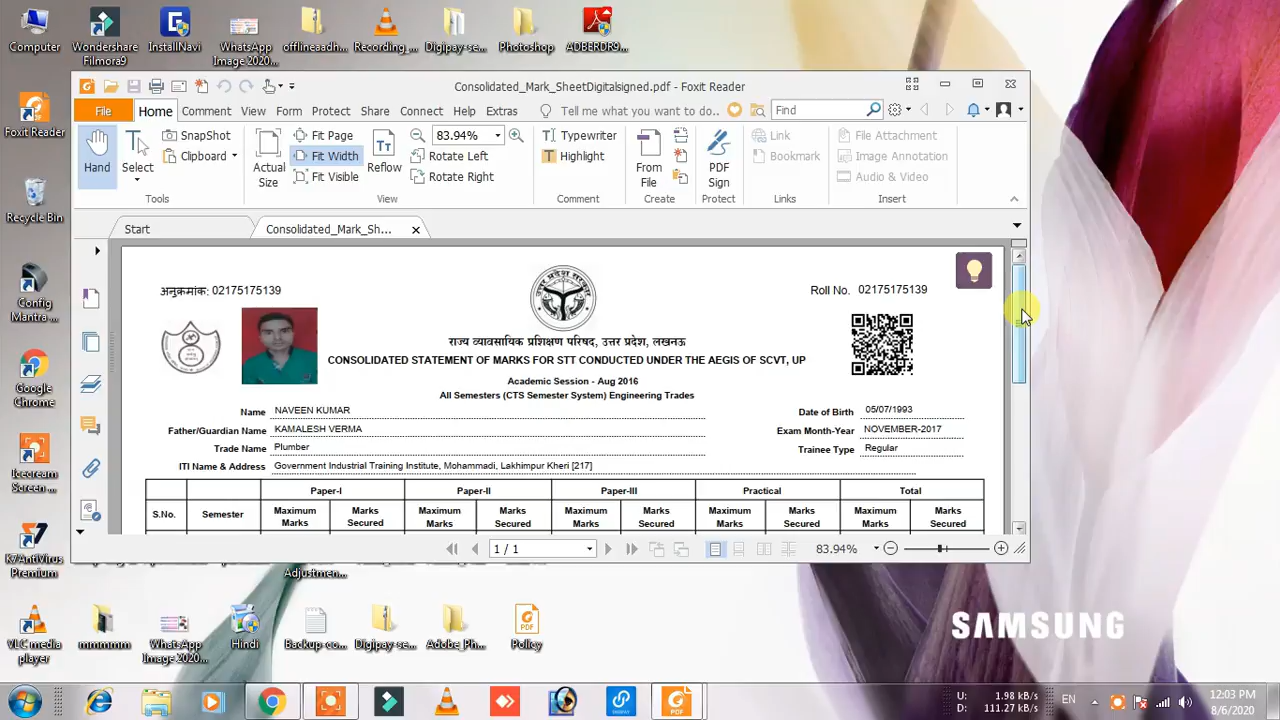 Computer
Wondershare Filmora9
InstallNavi
WhatsApp Image 2020...
offlineaadh...
Recording_...
Digipay-se...
Photoshop
ADBERDR9...
Consolidated_Mark_SheetDigitalsigned.pdf - Foxit Reader
File Home Comment View Form Protect Share Connect Help Extras Tell me what you want to do... Find
Hand
Select
SnapShot
Clipboard
Actual Size
Fit Page
Fit Width
Fit Visible
Reflow
83.94%
Rotate Left
Rotate Right
Typewriter
Highlight
From File
PDF Sign
Link
Bookmark
File Attachment
Image Annotation
Audio & Video
Tools View Comment Create Protect Links Insert
Start Consolidated_Mark_Sh...
अनुक्रमांक: 02175175139
Roll No. 02175175139
राज्य व्यावसायिक प्रशिक्षण परिषद, उत्तर प्रदेश, लखनऊ
CONSOLIDATED STATEMENT OF MARKS FOR STT CONDUCTED UNDER THE AEGIS OF SCVT, UP
Academic Session - Aug 2016
All Semesters (CTS Semester System) Engineering Trades
Name NAVEEN KUMAR Date of Birth 05/07/1993
Father/Guardian Name KAMALESH VERMA Exam Month-Year NOVEMBER-2017
Trade Name Plumber Trainee Type Regular
ITI Name & Address Government Industrial Training Institute, Mohammadi, Lakhimpur Kheri [217]
Paper-I Paper-II Paper-III Practical Total
S.No. Semester Maximum Marks Marks Secured Maximum Marks Marks Secured Maximum Marks Marks Secured Maximum Marks Marks Secured Maximum Marks Marks Secured
1 / 1
83.94%
Foxit Reader
Recycle Bin
Config Mantra ...
Google Chrome
Icecream Screen ...
K7AntiVirus Premium
Adjustmen...
VLC media player
mmmmm
WhatsApp Image 2020...
Hindi
Backup-co...
Digipay-se...
Adobe_Ph...
Policy
SAMSUNG
U: 1.98 kB/s
D: 111.27 kB/s
EN
12:03 PM
8/6/2020